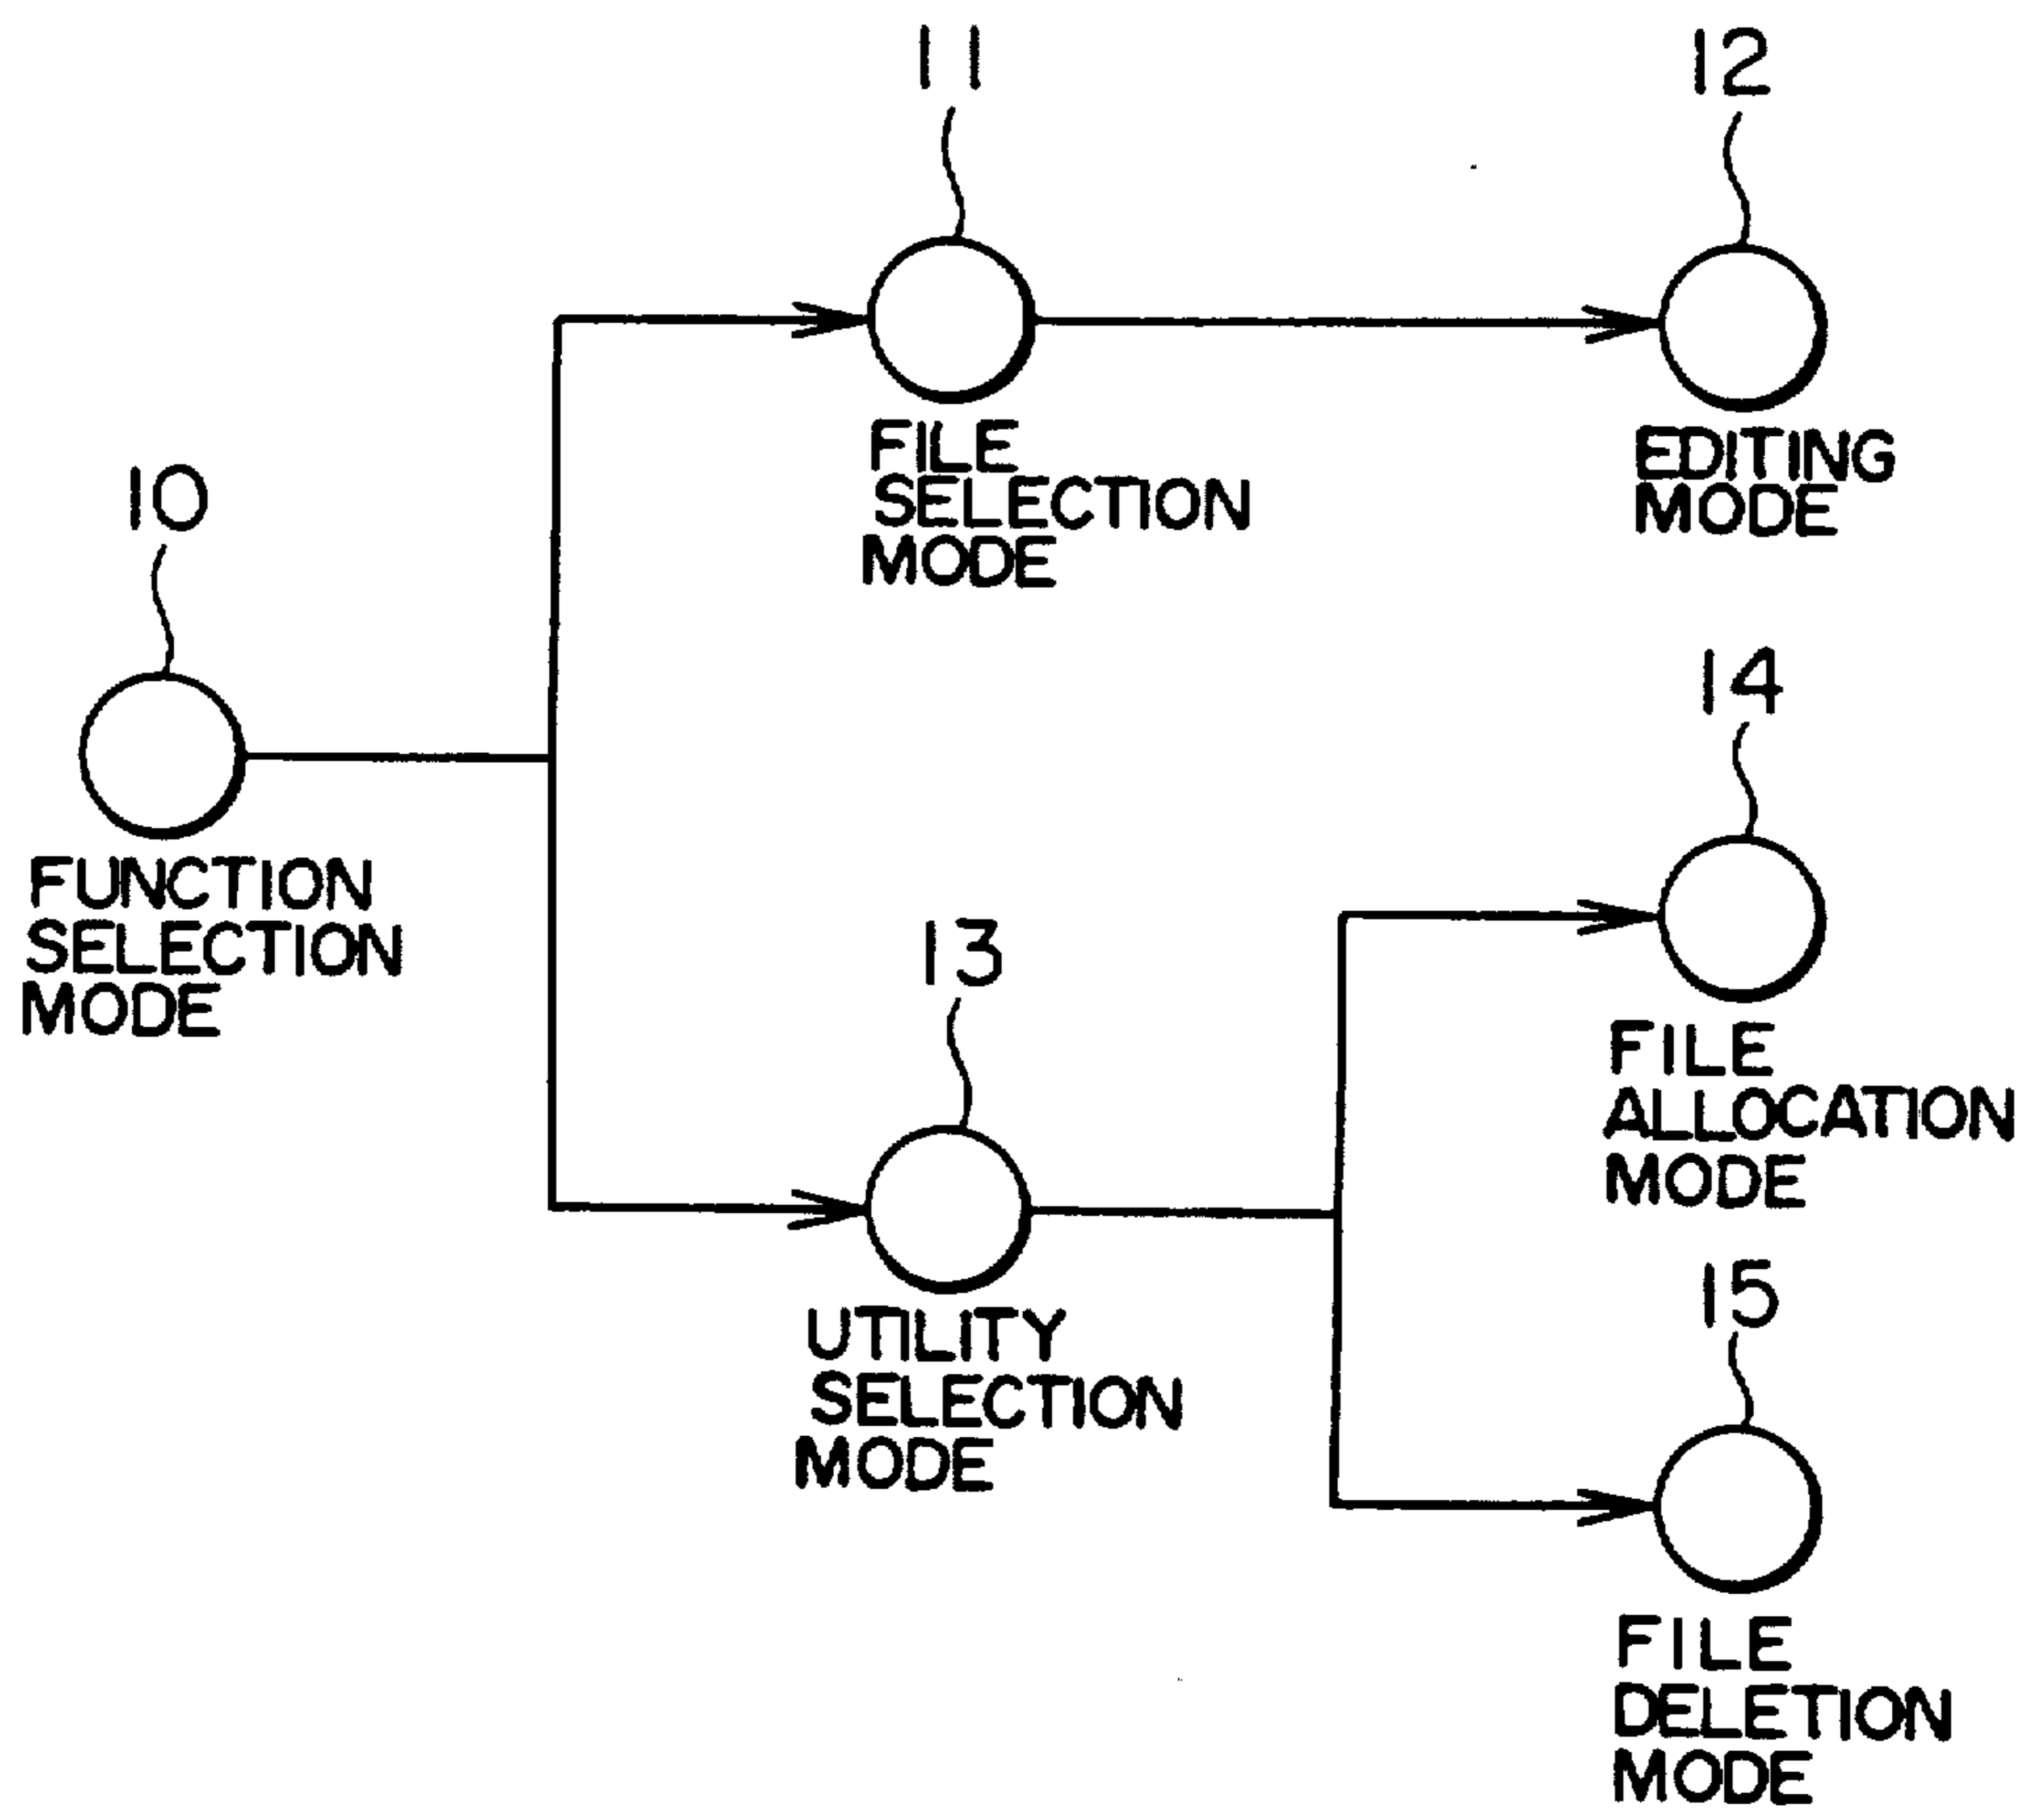 11
12
FILE
SELECTION
MODE
EDITING
MODE
10
FUNCTION
SELECTION
MODE
14
FILE
ALLOCATION
MODE
13
UTILITY
SELECTION
MODE
15
FILE
DELETION
MODE